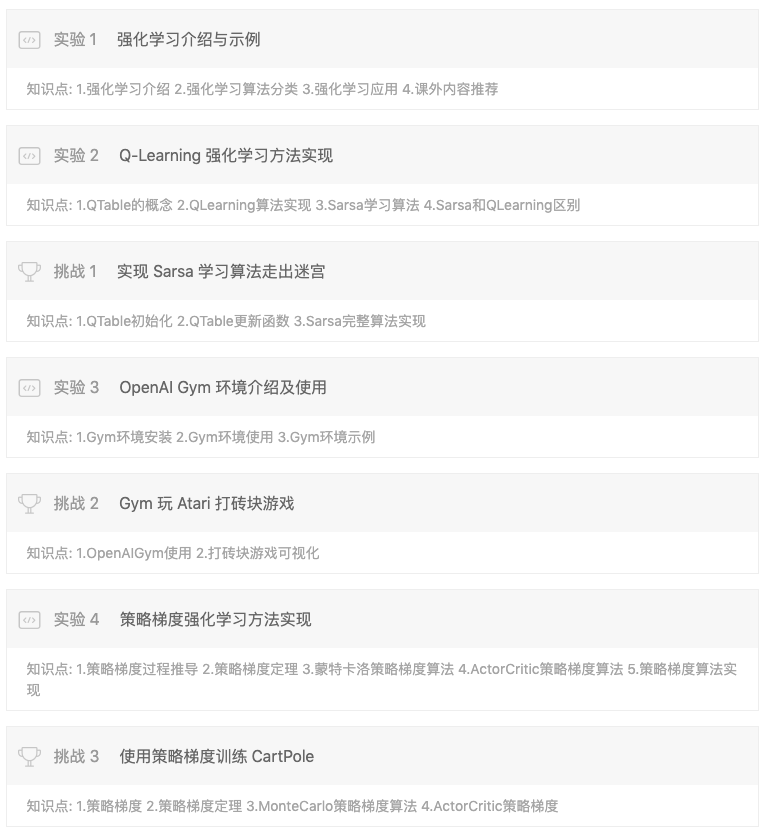 实验 1 强化学习介绍与示例
知识点: 1.强化学习介绍 2.强化学习算法分类 3.强化学习应用 4.课外内容推荐
实验 2 Q-Learning 强化学习方法实现
知识点: 1.QTable的概念 2.QLearning算法实现 3.Sarsa学习算法 4.Sarsa和QLearning区别
挑战 1 实现 Sarsa 学习算法走出迷宫
知识点: 1.QTable初始化 2.QTable更新函数 3.Sarsa完整算法实现
实验 3 OpenAI Gym 环境介绍及使用
知识点: 1.Gym环境安装 2.Gym环境使用 3.Gym环境示例
挑战 2 Gym 玩 Atari 打砖块游戏
知识点: 1.OpenAIGym使用 2.打砖块游戏可视化
实验 4 策略梯度强化学习方法实现
知识点: 1.策略梯度过程推导 2.策略梯度定理 3.蒙特卡洛策略梯度算法 4.ActorCritic策略梯度算法 5.策略梯度算法实
现
挑战 3 使用策略梯度训练 CartPole
知识点: 1.策略梯度 2.策略梯度定理 3.MonteCarlo策略梯度算法 4.ActorCritic策略梯度